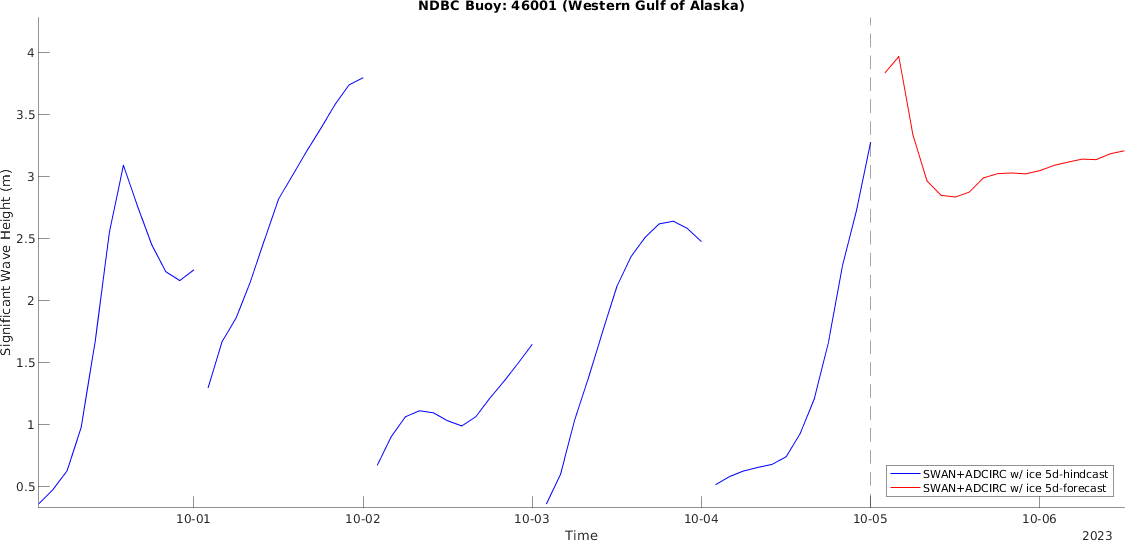 NDBC Buoy: 46001 (Western Gulf of Alaska)
Significant Wave Height (m)
4
3.5
3
2.5
2
1.5
1
0.5
SWAN+ADCIRC w/ ice 5d-hindcast
SWAN+ADCIRC w/ ice 5d-forecast
10-01 10-02 10-03 10-04 10-05 10-06
Time
2023